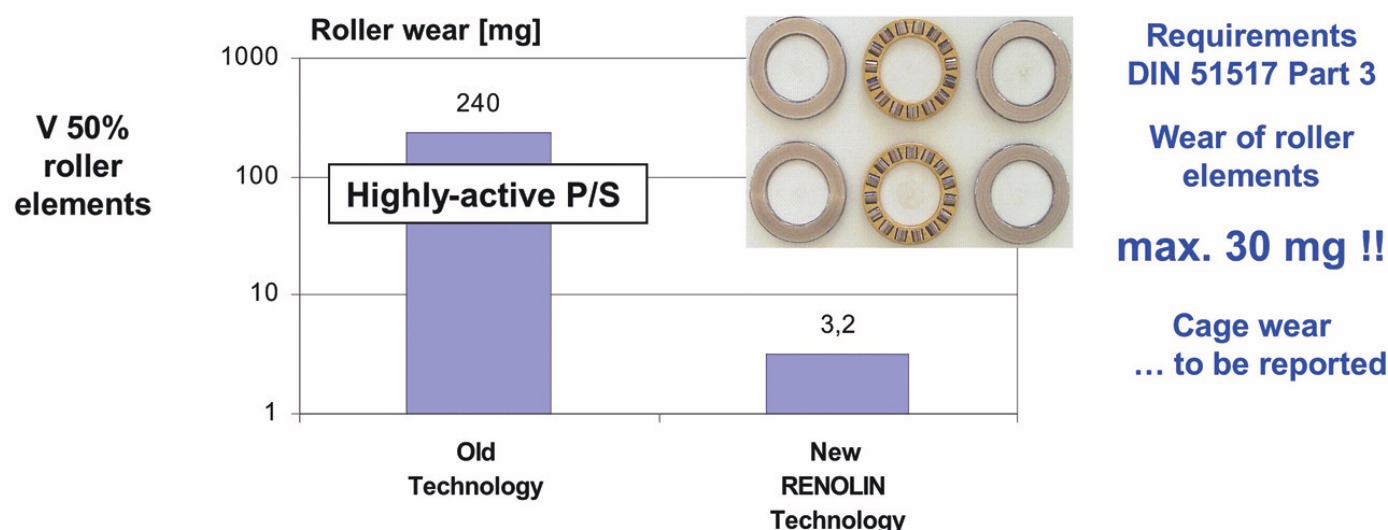 Roller wear [mg]
1000
100
10
1
V 50%
roller
elements
240
Highly-active P/S
3,2
Old
Technology
New
RENOLIN
Technology
Requirements
DIN 51517 Part 3
Wear of roller
elements
max. 30 mg !!
Cage wear
… to be reported